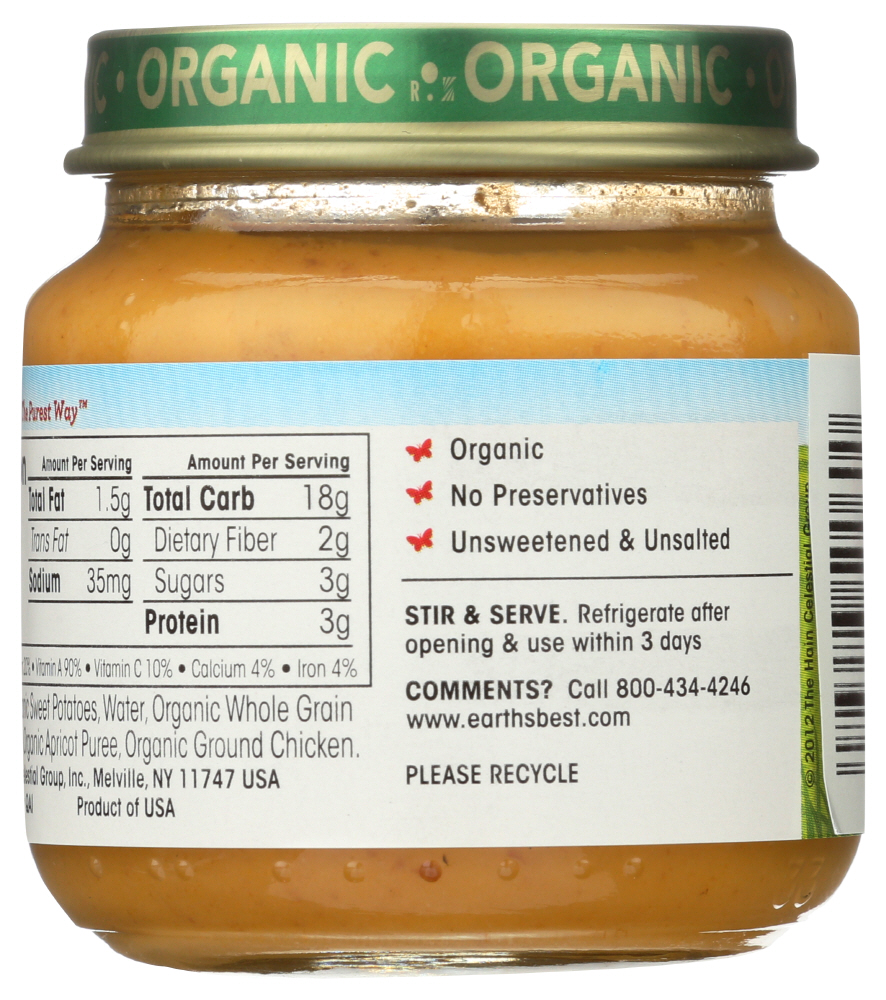 ORGANIC ORGANIC
The Purest Way™
Amount Per Serving Amount Per Serving
Total Fat 1.5g Total Carb 18g
Trans Fat 0g Dietary Fiber 2g
Sodium 35mg Sugars 3g
Protein 3g
• Vitamin A 90% • Vitamin C 10% • Calcium 4% • Iron 4%
Sweet Potatoes, Water, Organic Whole Grain
Organic Apricot Puree, Organic Ground Chicken.
Group, Inc., Melville, NY 11747 USA
Product of USA
Organic
No Preservatives
Unsweetened & Unsalted
STIR & SERVE. Refrigerate after
opening & use within 3 days
COMMENTS? Call 800-434-4246
www.earthsbest.com
PLEASE RECYCLE
© 2012 The Hain Celestial Group